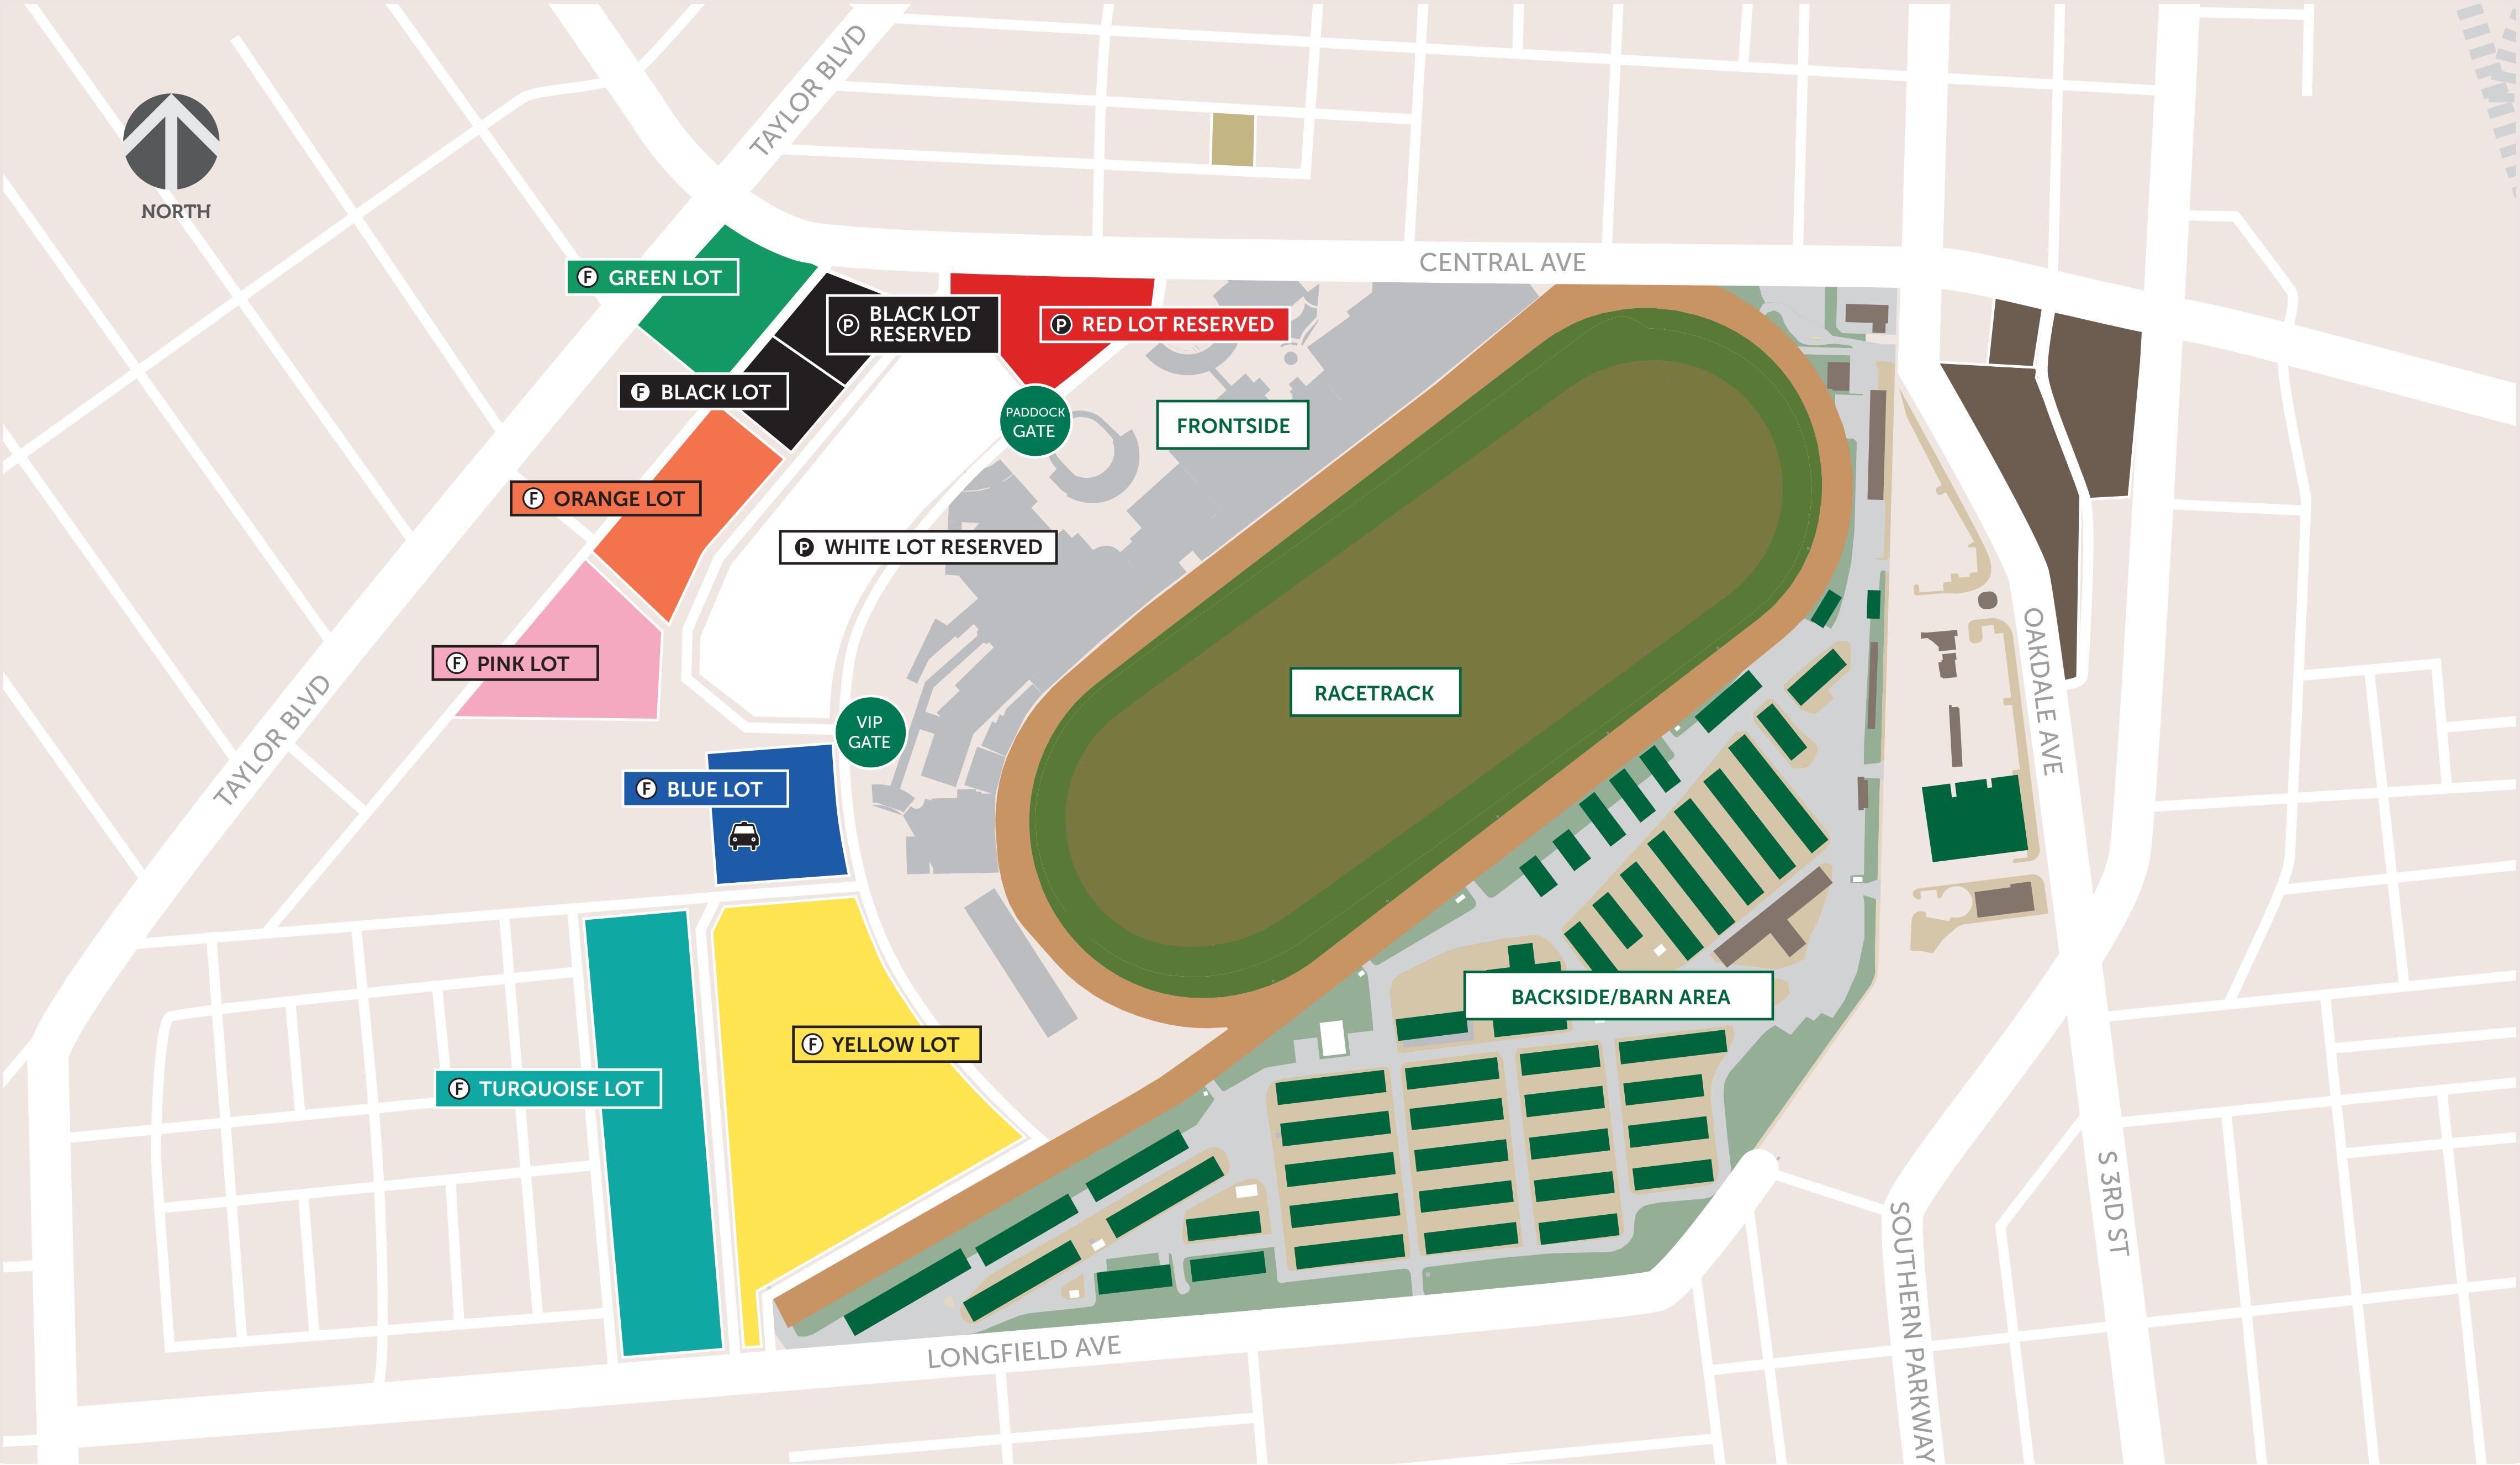 TAYLOR BLVD
NORTH
CENTRAL AVE
F GREEN LOT
P BLACK LOT
RESERVED
P RED LOT RESERVED
F BLACK LOT
PADDOCK
GATE
FRONTSIDE
F ORANGE LOT
P WHITE LOT RESERVED
F PINK LOT
RACETRACK
OAKDALE AVE
TAYLOR BLVD
VIP
GATE
F BLUE LOT
BACKSIDE/BARN AREA
F YELLOW LOT
F TURQUOISE LOT
S 3RD ST
SOUTHERN PARKWAY
LONGFIELD AVE